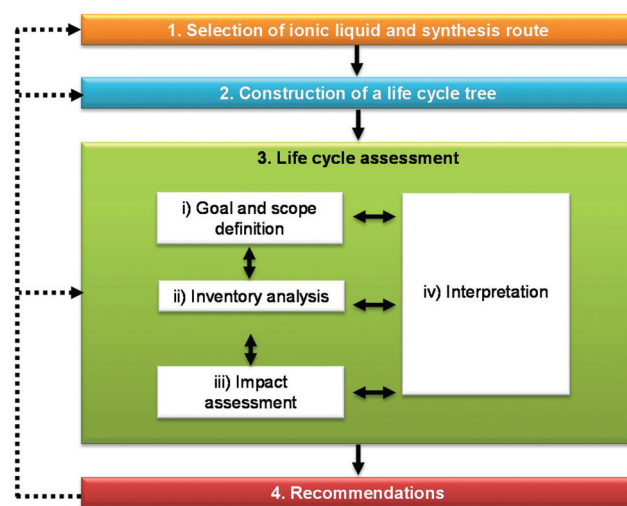 1. Selection of ionic liquid and synthesis route
2. Construction of a life cycle tree
3. Life cycle assessment
i) Goal and scope
definition
ii) Inventory analysis
iv) Interpretation
iii) Impact
assessment
4. Recommendations